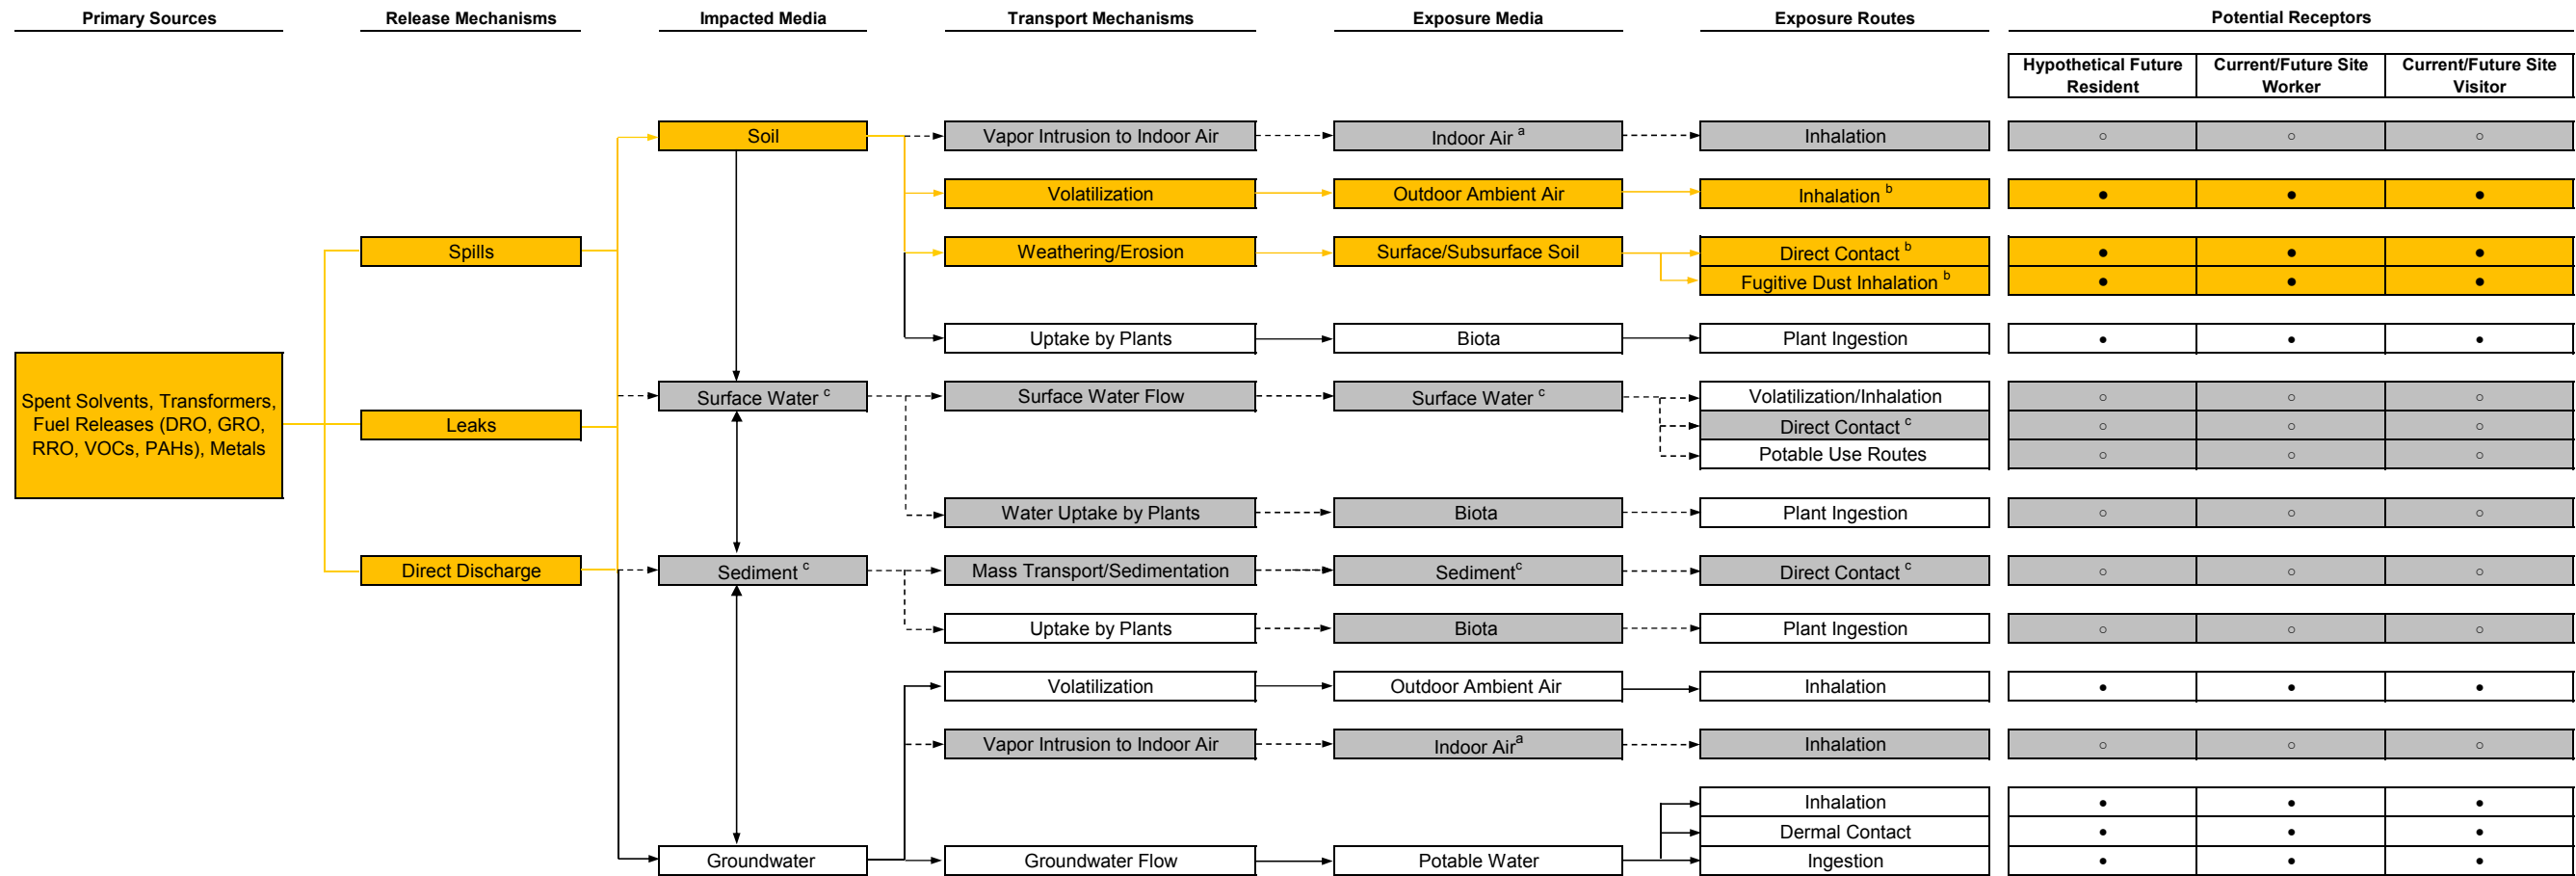 Primary Sources
Release Mechanisms
Impacted Media
Transport Mechanisms
Exposure Media
Exposure Routes
Potential Receptors
Hypothetical Future
Resident
Current/Future Site
Worker
Current/Future Site
Visitor
Soil
Vapor Intrusion to Indoor Air
Indoor Air a
Inhalation
○ ○ ○
Volatilization
Outdoor Ambient Air
Inhalation b
● ● ●
Spills
Weathering/Erosion
Surface/Subsurface Soil
Direct Contact b
● ● ●
Fugitive Dust Inhalation b
● ● ●
Uptake by Plants
Biota
Plant Ingestion
● ● ●
Spent Solvents, Transformers,
Fuel Releases (DRO, GRO,
RRO, VOCs, PAHs), Metals
Surface Water c
Surface Water Flow
Surface Water c
Volatilization/Inhalation
○ ○ ○
Leaks
Direct Contact c
○ ○ ○
Potable Use Routes
○ ○ ○
Water Uptake by Plants
Biota
Plant Ingestion
○ ○ ○
Direct Discharge
Sediment c
Mass Transport/Sedimentation
Sedimentc
Direct Contact c
○ ○ ○
Uptake by Plants
Biota
Plant Ingestion
○ ○ ○
Volatilization
Outdoor Ambient Air
Inhalation
● ● ●
Vapor Intrusion to Indoor Air
Indoor Aira
Inhalation
○ ○ ○
Inhalation
● ● ●
Dermal Contact
● ● ●
Groundwater
Groundwater Flow
Potable Water
Ingestion
● ● ●